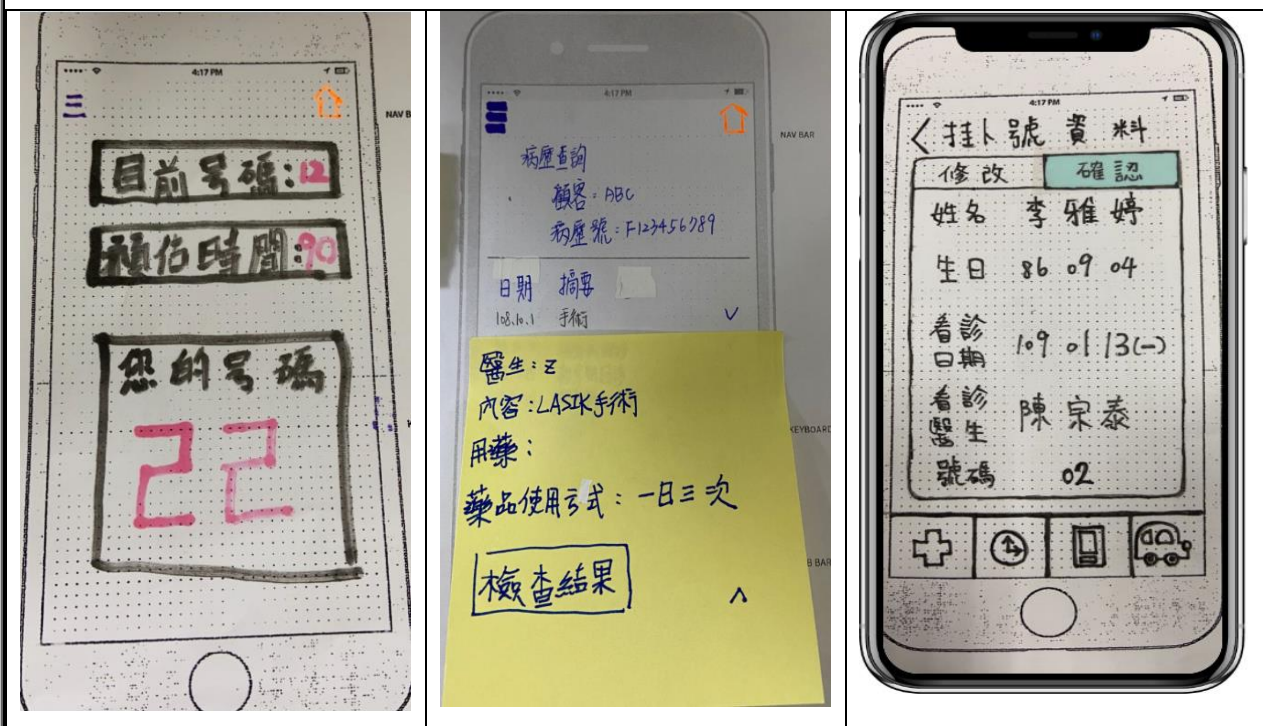 4:17 PM
NAV B
目前号碼:12
預估時間:90
您的号碼
22
4:17 PM
NAV BAR
病歷查詢
顧客:ABC
病歷號:F123456789
日期 摘要
108.10.1 手術
醫生:Z
內容:LASIK手術
用藥:
藥品使用方式:一日三次
檢查結果
KEYBOARD
B BAR
4:17 PM
掛號資料
修改 確認
姓名 李雅婷
生日 86 09 04
看診日期 109 01 13(一)
看診醫生 陳宗泰
號碼 02